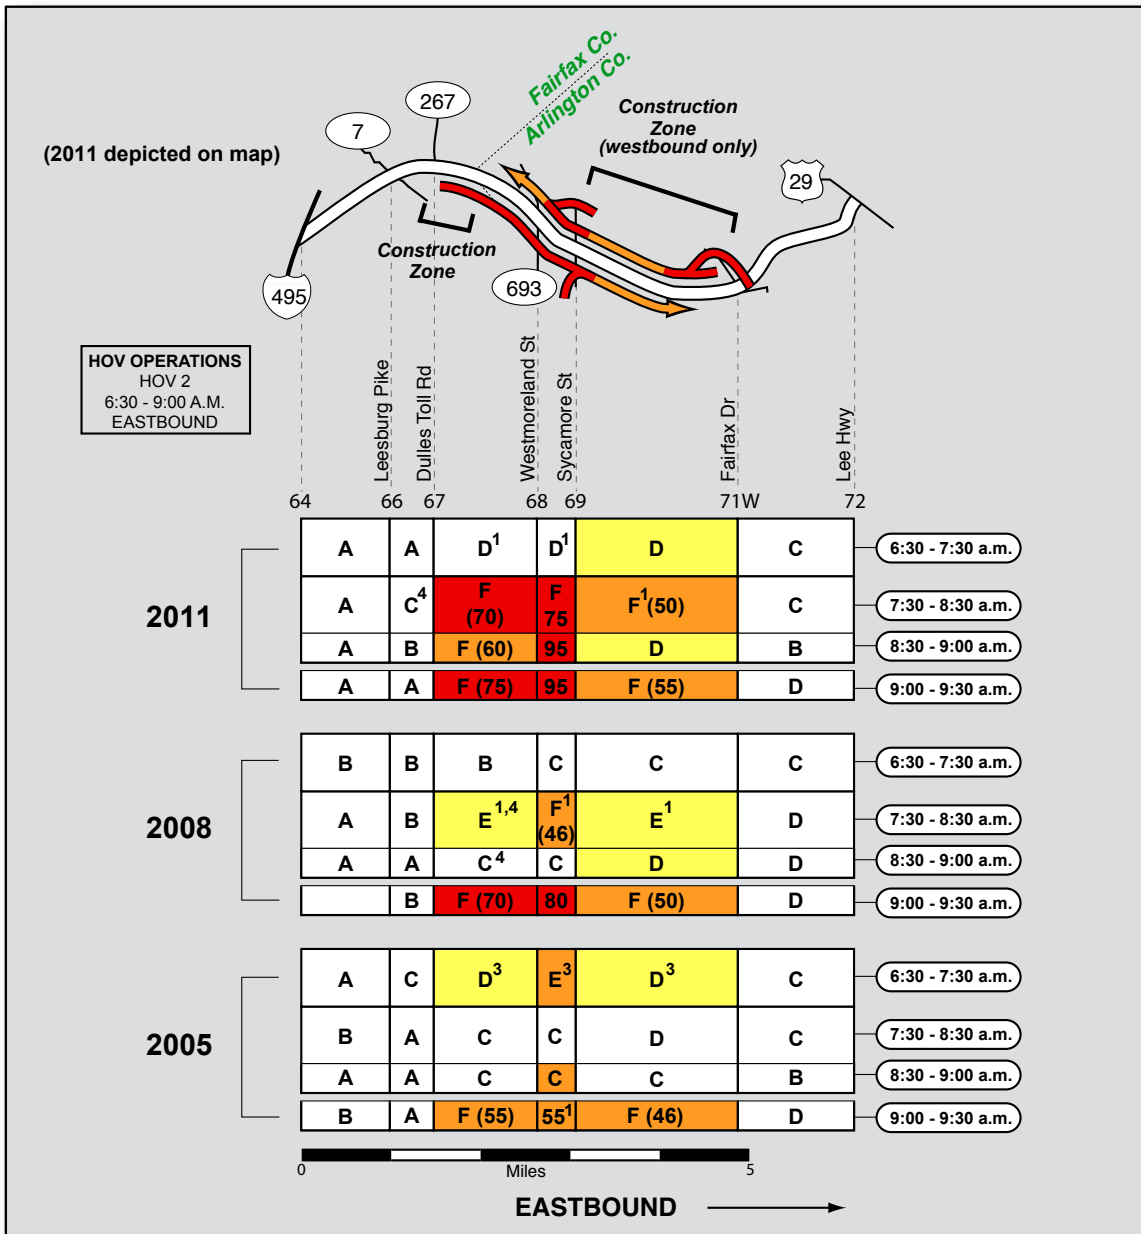 Fairfax Co.
Arlington Co.
267
7
(2011 depicted on map)
Construction
Zone
(westbound only)
29
Construction
Zone
693
495
HOV OPERATIONS
HOV 2
6:30 - 9:00 A.M.
EASTBOUND
Leesburg Pike
Dulles Toll Rd
Westmoreland St
Sycamore St
Fairfax Dr
Lee Hwy
64 66 67 68 69 71W 72
2011
A A D1 D1 D C 6:30 - 7:30 a.m.
A C4 F (70) F 75 F1(50) C 7:30 - 8:30 a.m.
A B F (60) 95 D B 8:30 - 9:00 a.m.
A A F (75) 95 F (55) D 9:00 - 9:30 a.m.
2008
B B B C C C 6:30 - 7:30 a.m.
A B E1,4 F1 (46) E1 D 7:30 - 8:30 a.m.
A A C4 C D D 8:30 - 9:00 a.m.
B F (70) 80 F (50) D 9:00 - 9:30 a.m.
2005
A C D3 E3 D3 C 6:30 - 7:30 a.m.
B A C C D C 7:30 - 8:30 a.m.
A A C C C B 8:30 - 9:00 a.m.
B A F (55) 551 F (46) D 9:00 - 9:30 a.m.
0 Miles 5
EASTBOUND